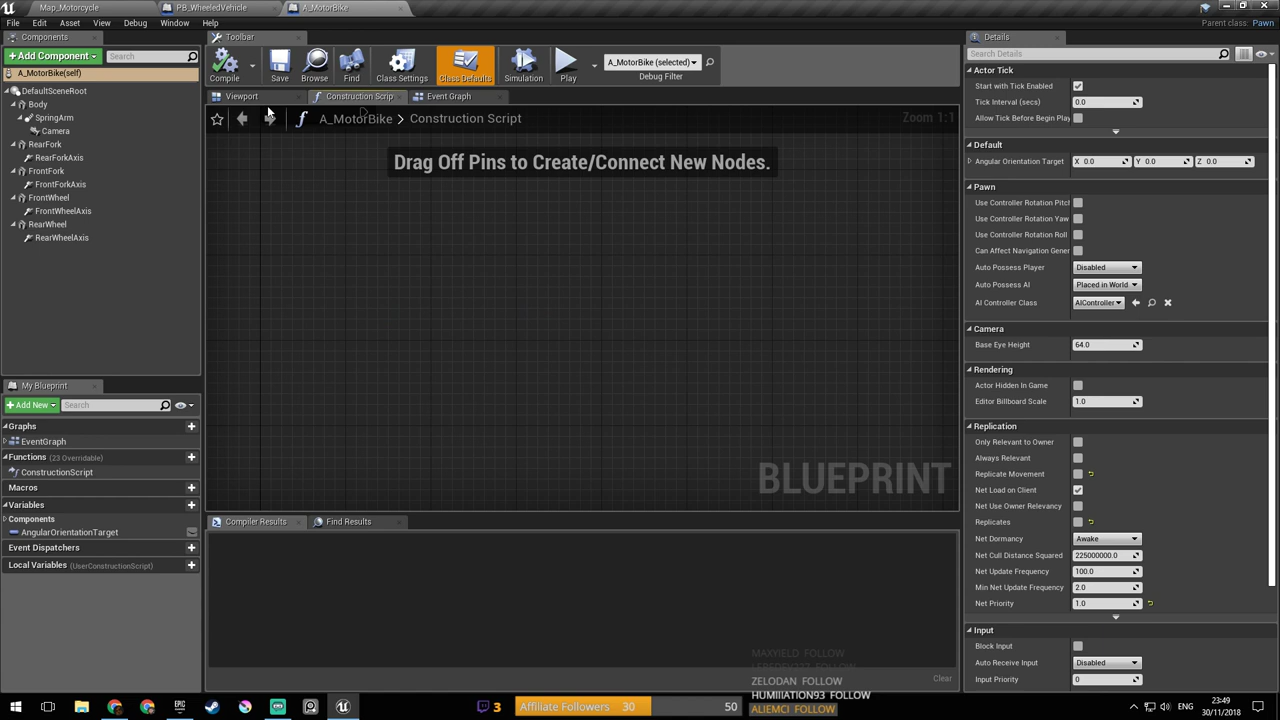 Map_Motorcycle
PB_WheeledVehicle
A_MotorBike
File Edit Asset View Debug Window Help
Parent class: Pawn
Components
+ Add Component
Search
A_MotorBike(self)
DefaultSceneRoot
Body
SpringArm
Camera
RearFork
RearForkAxis
FrontFork
FrontForkAxis
FrontWheel
FrontWheelAxis
RearWheel
RearWheelAxis
My Blueprint
+ Add New
Search
Graphs
EventGraph
Functions (23 Overridable)
ConstructionScript
Macros
Variables
Components
AngularOrientationTarget
Event Dispatchers
Local Variables (UserConstructionScript)
Toolbar
Compile
Save
Browse
Find
Class Settings
Class Defaults
Simulation
Play
A_MotorBike (selected)
Debug Filter
Viewport
Construction Scrip
Event Graph
A_MotorBike > Construction Script
Zoom 1:1
Drag Off Pins to Create/Connect New Nodes.
BLUEPRINT
Compiler Results
Find Results
Clear
Details
Search Details
Actor Tick
Start with Tick Enabled
Tick Interval (secs) 0.0
Allow Tick Before Begin Play
Default
Angular Orientation Target X 0.0 Y 0.0 Z 0.0
Pawn
Use Controller Rotation Pitch
Use Controller Rotation Yaw
Use Controller Rotation Roll
Can Affect Navigation Gener
Auto Possess Player Disabled
Auto Possess AI Placed in World
AI Controller Class AIController
Camera
Base Eye Height 64.0
Rendering
Actor Hidden In Game
Editor Billboard Scale 1.0
Replication
Only Relevant to Owner
Always Relevant
Replicate Movement
Net Load on Client
Net Use Owner Relevancy
Replicates
Net Dormancy Awake
Net Cull Distance Squared 225000000.0
Net Update Frequency 100.0
Min Net Update Frequency 2.0
Net Priority 1.0
Input
Block Input
Auto Receive Input Disabled
Input Priority 0
MAXYIELD FOLLOW
ZELODAN FOLLOW
HUMIIIATION93 FOLLOW
ALIEMCI FOLLOW
3
Affiliate Followers 30
50
ENG
23:49
30/11/2018